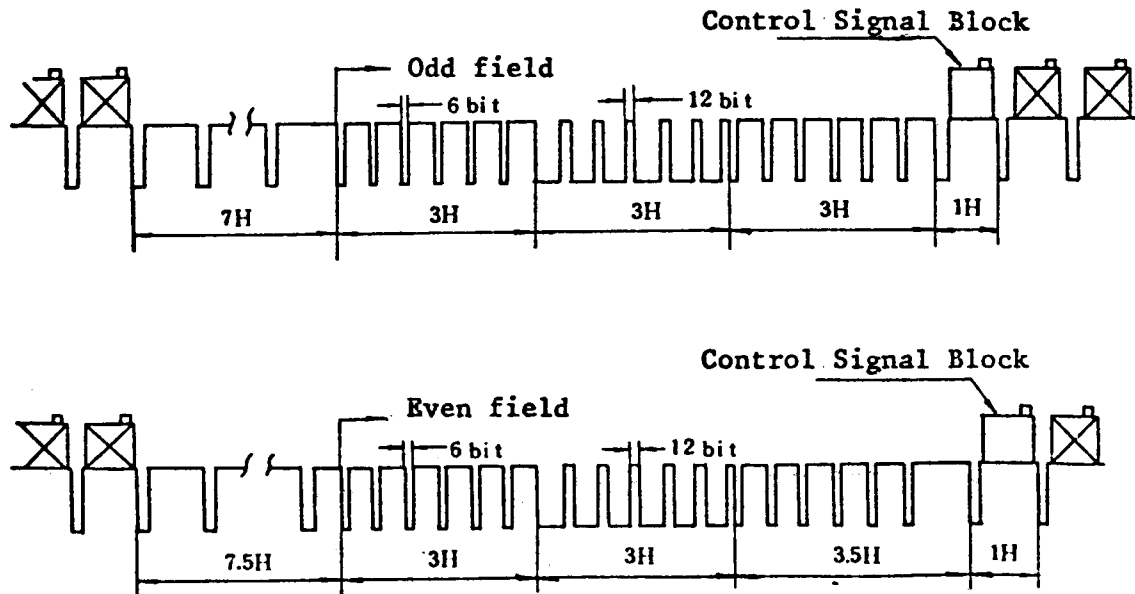 Control Signal Block
Odd field
6 bit
12 bit
7H
3H
3H
3H
1H
Control Signal Block
Even field
6 bit
12 bit
7.5H
3H
3H
3.5H
1H